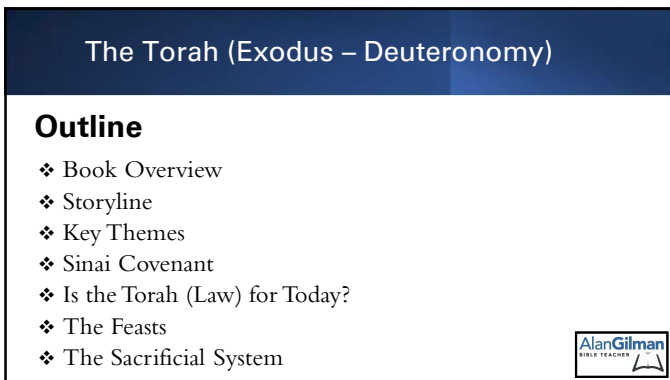 The Torah (Exodus – Deuteronomy)
Outline
❖ Book Overview
❖ Storyline
❖ Key Themes
❖ Sinai Covenant
❖ Is the Torah (Law) for Today?
❖ The Feasts
❖ The Sacrificial System
AlanGilman
BIBLE TEACHER